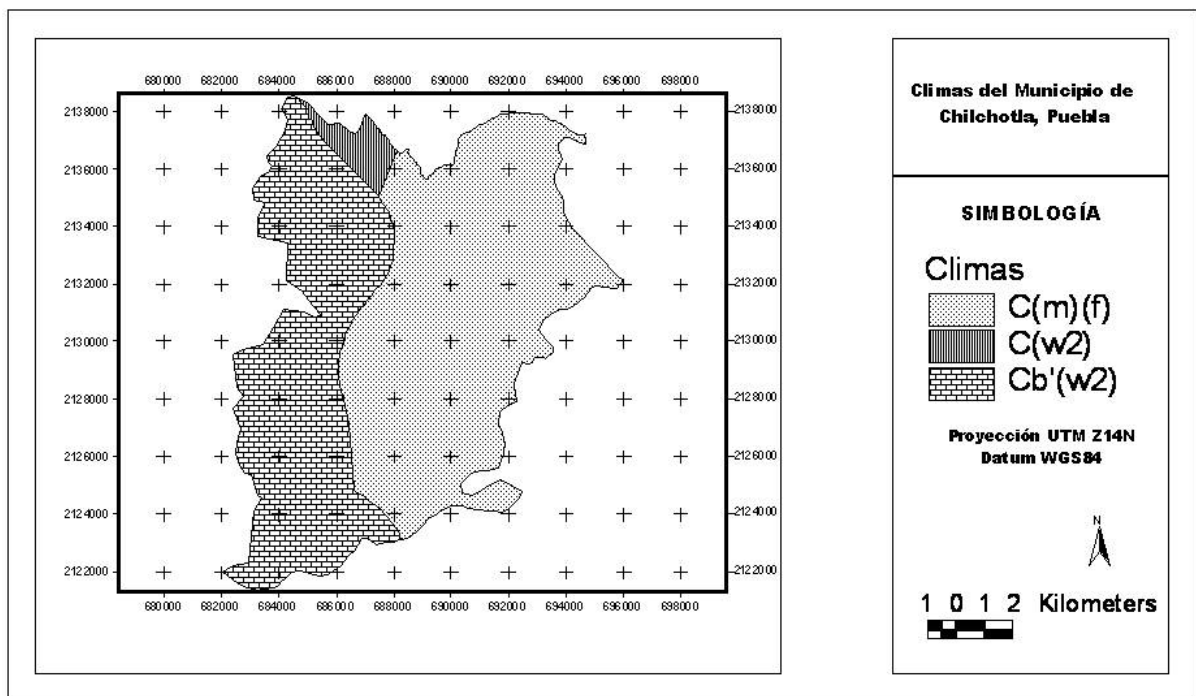 680000 682000 684000 686000 688000 690000 692000 694000 696000 698000
2138000 2138000
2136000 2136000
2134000 2134000
2132000 2132000
2130000 2130000
2128000 2128000
2126000 2126000
2124000 2124000
2122000 2122000
680000 682000 684000 686000 688000 690000 692000 694000 696000 698000
Climas del Municipio de
Chilchotla, Puebla
SIMBOLOGÍA
Climas
C(m)(f)
C(w2)
Cb'(w2)
Proyección UTM Z14N
Datum WGS84
N
1 0 1 2 Kilometers